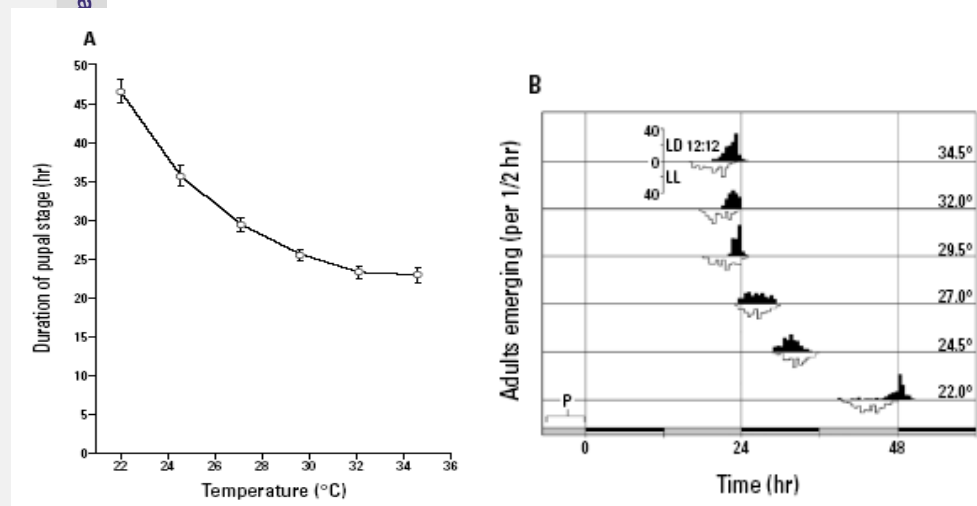 A
50
45
40
35
30
25
20
15
10
5
0
22 24 26 28 30 32 34 36
Duration of pupal stage (hr)
Temperature (°C)
B
40
0
40
LD 12:12
LL
34.5°
32.0°
29.5°
27.0°
24.5°
22.0°
P
0 24 48
Adults emerging (per 1/2 hr)
Time (hr)